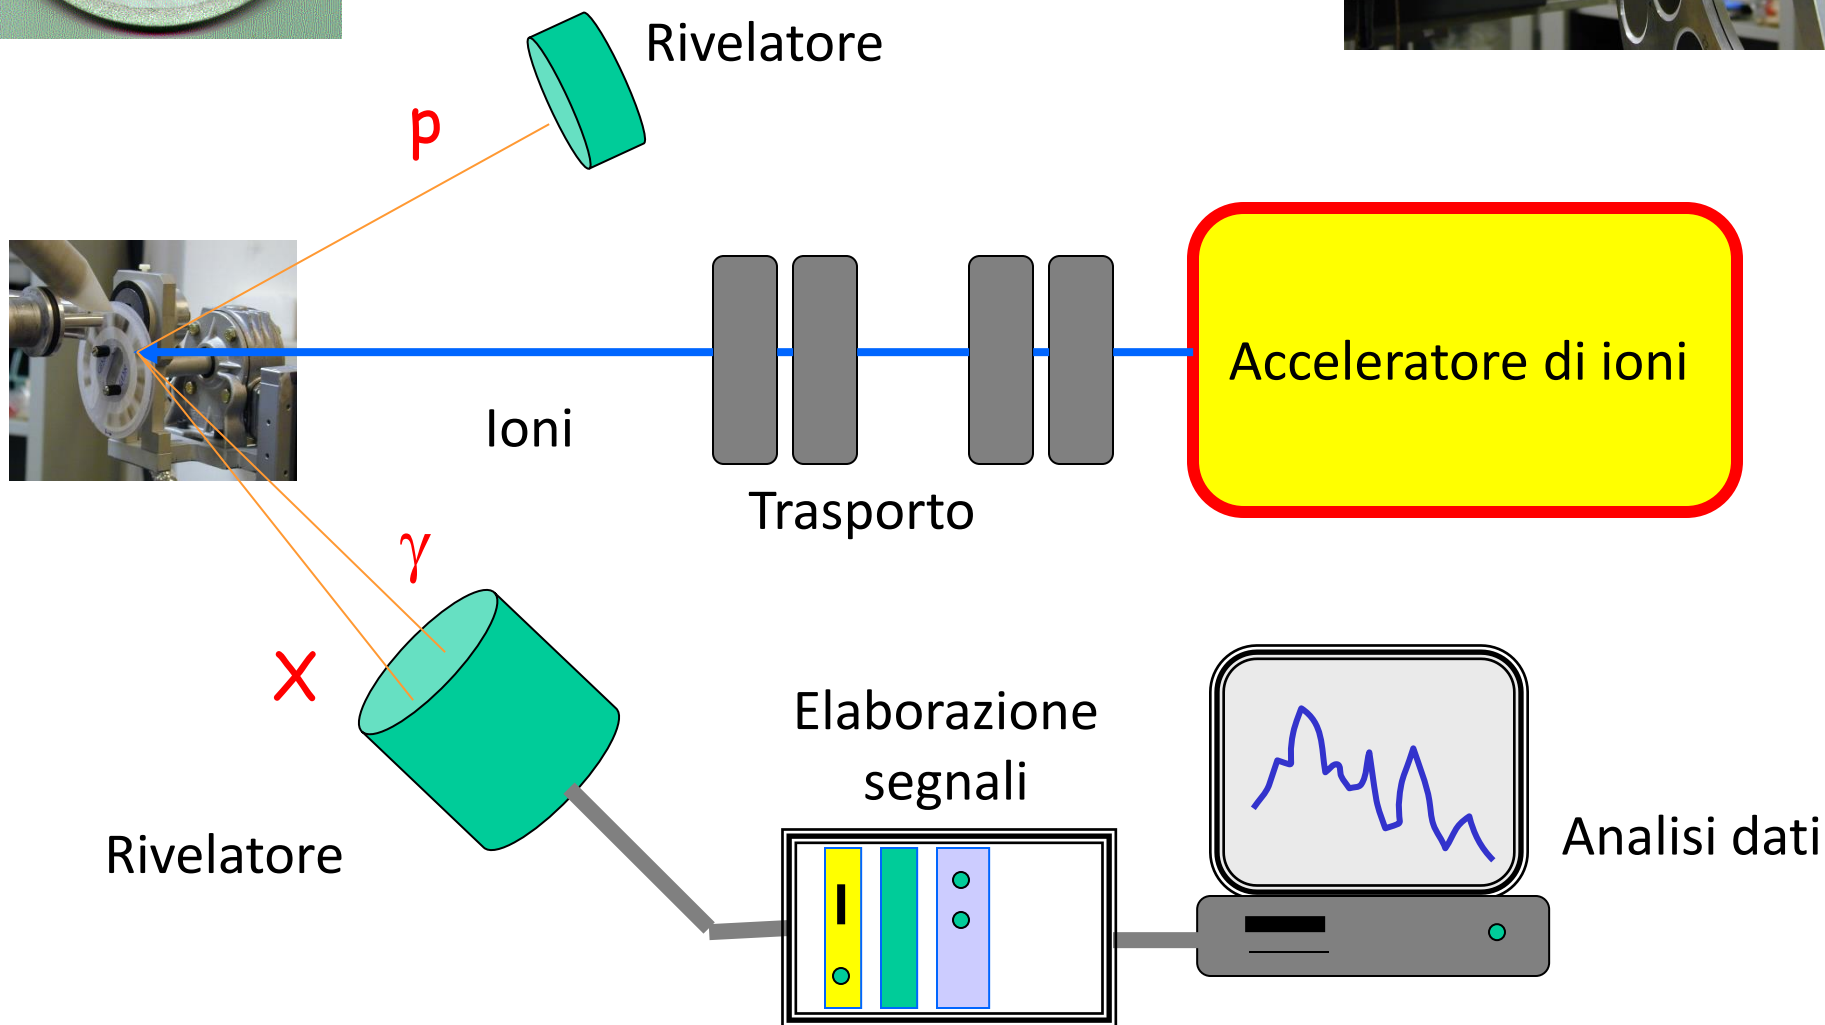 Rivelatore
p
Acceleratore di ioni
Ioni
Trasporto
γ
X
Elaborazione
segnali
Analisi dati
Rivelatore